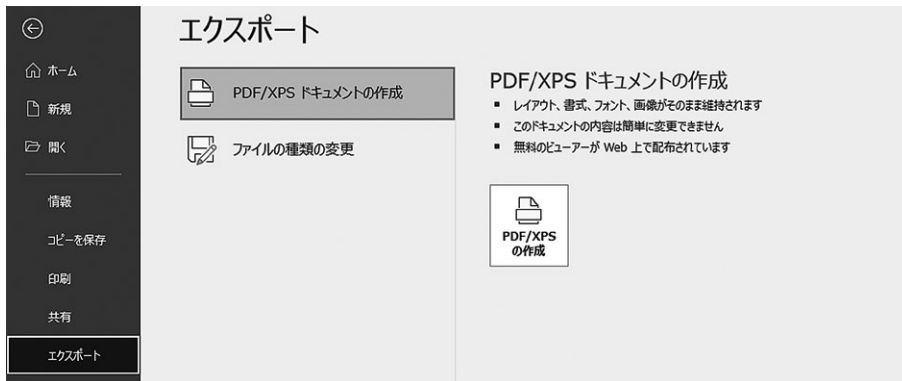 エクスポート
ホーム
新規
開く
情報
コピーを保存
印刷
共有
エクスポート
PDF/XPS ドキュメントの作成
ファイルの種類の変更
PDF/XPS ドキュメントの作成
■ レイアウト、書式、フォント、画像がそのまま維持されます
■ このドキュメントの内容は簡単に変更できません
■ 無料のビューアーが Web 上で配布されています
PDF/XPS
の作成